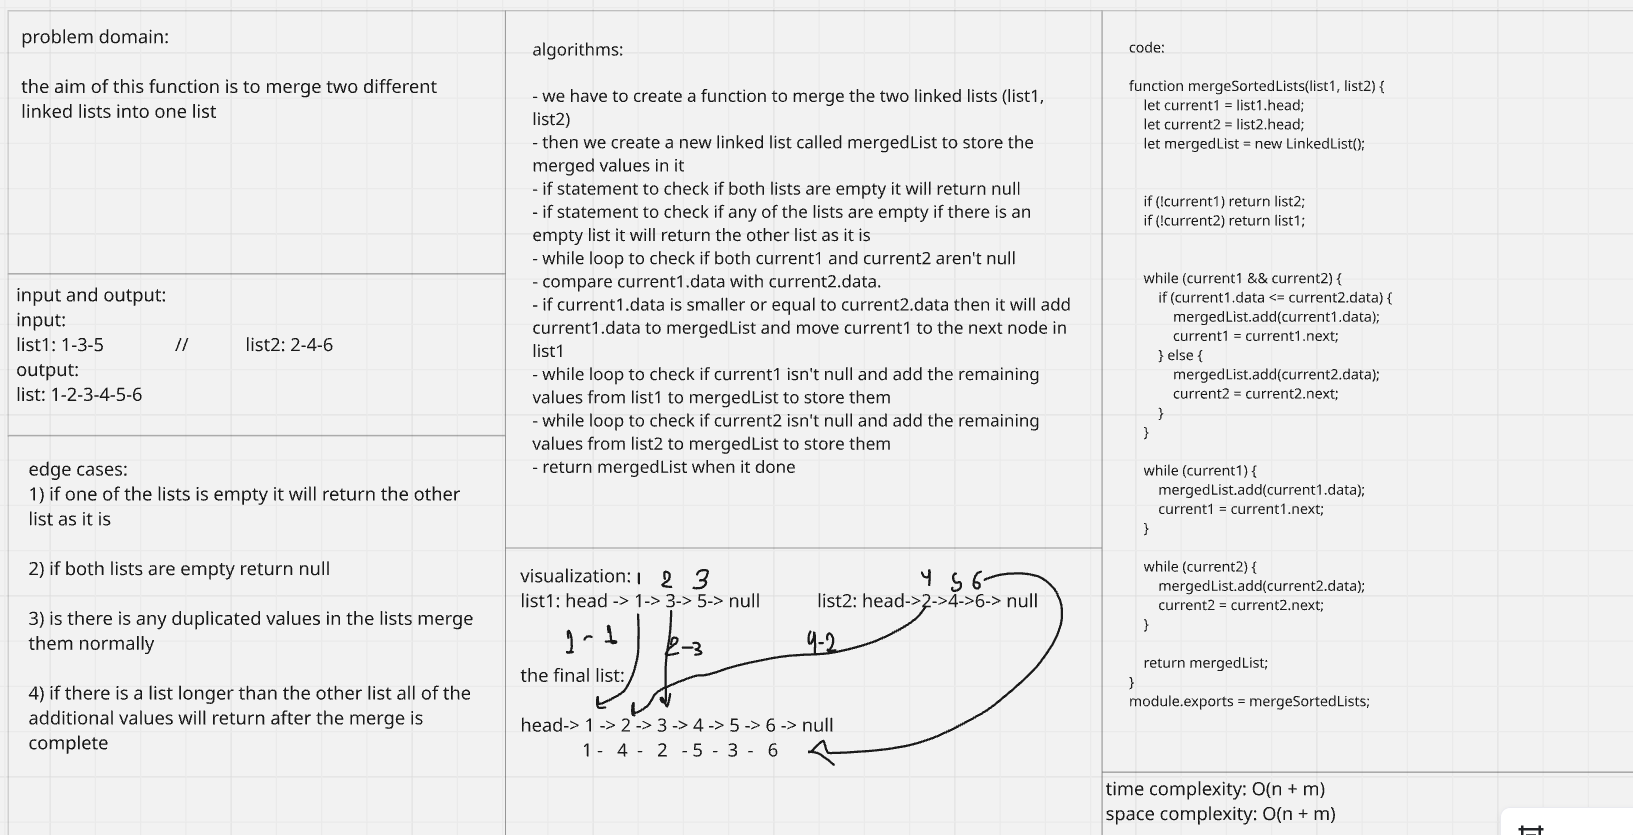 problem domain:
the aim of this function is to merge two different
linked lists into one list
input and output:
input:
list1: 1-3-5 // list2: 2-4-6
output:
list: 1-2-3-4-5-6
edge cases:
1) if one of the lists is empty it will return the other
list as it is
2) if both lists are empty return null
3) is there is any duplicated values in the lists merge
them normally
4) if there is a list longer than the other list all of the
additional values will return after the merge is
complete
algorithms:
- we have to create a function to merge the two linked lists (list1,
list2)
- then we create a new linked list called mergedList to store the
merged values in it
- if statement to check if both lists are empty it will return null
- if statement to check if any of the lists are empty if there is an
empty list it will return the other list as it is
- while loop to check if both current1 and current2 aren't null
- compare current1.data with current2.data.
- if current1.data is smaller or equal to current2.data then it will add
current1.data to mergedList and move current1 to the next node in
list1
- while loop to check if current1 isn't null and add the remaining
values from list1 to mergedList to store them
- while loop to check if current2 isn't null and add the remaining
values from list2 to mergedList to store them
- return mergedList when it done
visualization: 1 2 3 4 5 6
list1: head -> 1-> 3-> 5-> null list2: head->2->4->6-> null
1-1 2-3 4-2
the final list:
head-> 1 -> 2 -> 3 -> 4 -> 5 -> 6 -> null
1 - 4 - 2 - 5 - 3 - 6
code:
function mergeSortedLists(list1, list2) {
let current1 = list1.head;
let current2 = list2.head;
let mergedList = new LinkedList();
if (!current1) return list2;
if (!current2) return list1;
while (current1 && current2) {
if (current1.data <= current2.data) {
mergedList.add(current1.data);
current1 = current1.next;
} else {
mergedList.add(current2.data);
current2 = current2.next;
}
}
while (current1) {
mergedList.add(current1.data);
current1 = current1.next;
}
while (current2) {
mergedList.add(current2.data);
current2 = current2.next;
}
return mergedList;
}
module.exports = mergeSortedLists;
time complexity: O(n + m)
space complexity: O(n + m)